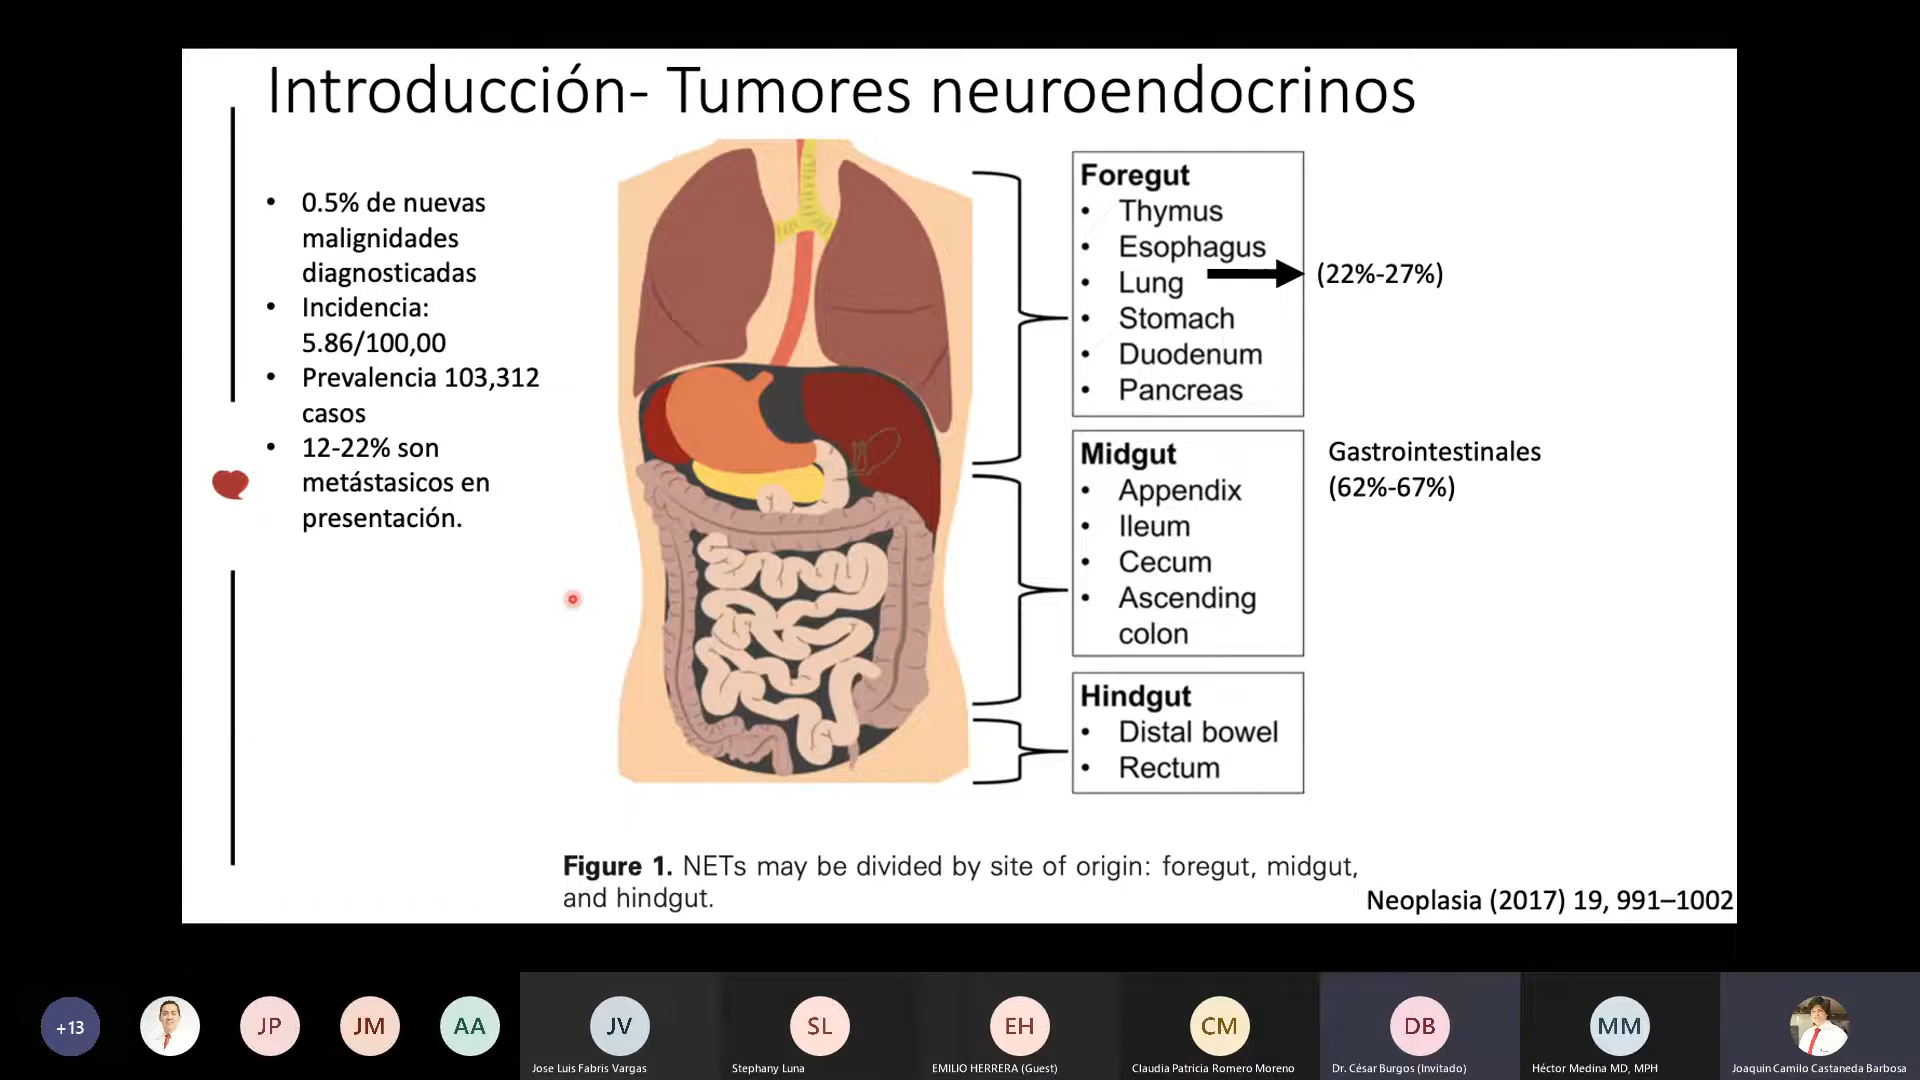 Introducción- Tumores neuroendocrinos
• 0.5% de nuevas
malignidades
diagnosticadas
• Incidencia:
5.86/100,00
• Prevalencia 103,312
casos
• 12-22% son
metástasicos en
presentación.
Foregut
• Thymus
• Esophagus
• Lung
• Stomach
• Duodenum
• Pancreas
(22%-27%)
Midgut
• Appendix
• Ileum
• Cecum
• Ascending
colon
Gastrointestinales
(62%-67%)
Hindgut
• Distal bowel
• Rectum
Figure 1. NETs may be divided by site of origin: foregut, midgut,
and hindgut.
Neoplasia (2017) 19, 991–1002
+13
JP
JM
AA
JV
SL
EH
CM
DB
MM
Jose Luis Fabris Vargas
Stephany Luna
EMILIO HERRERA (Guest)
Claudia Patricia Romero Moreno
Dr. César Burgos (Invitado)
Héctor Medina MD, MPH
Joaquin Camilo Castaneda Barbosa